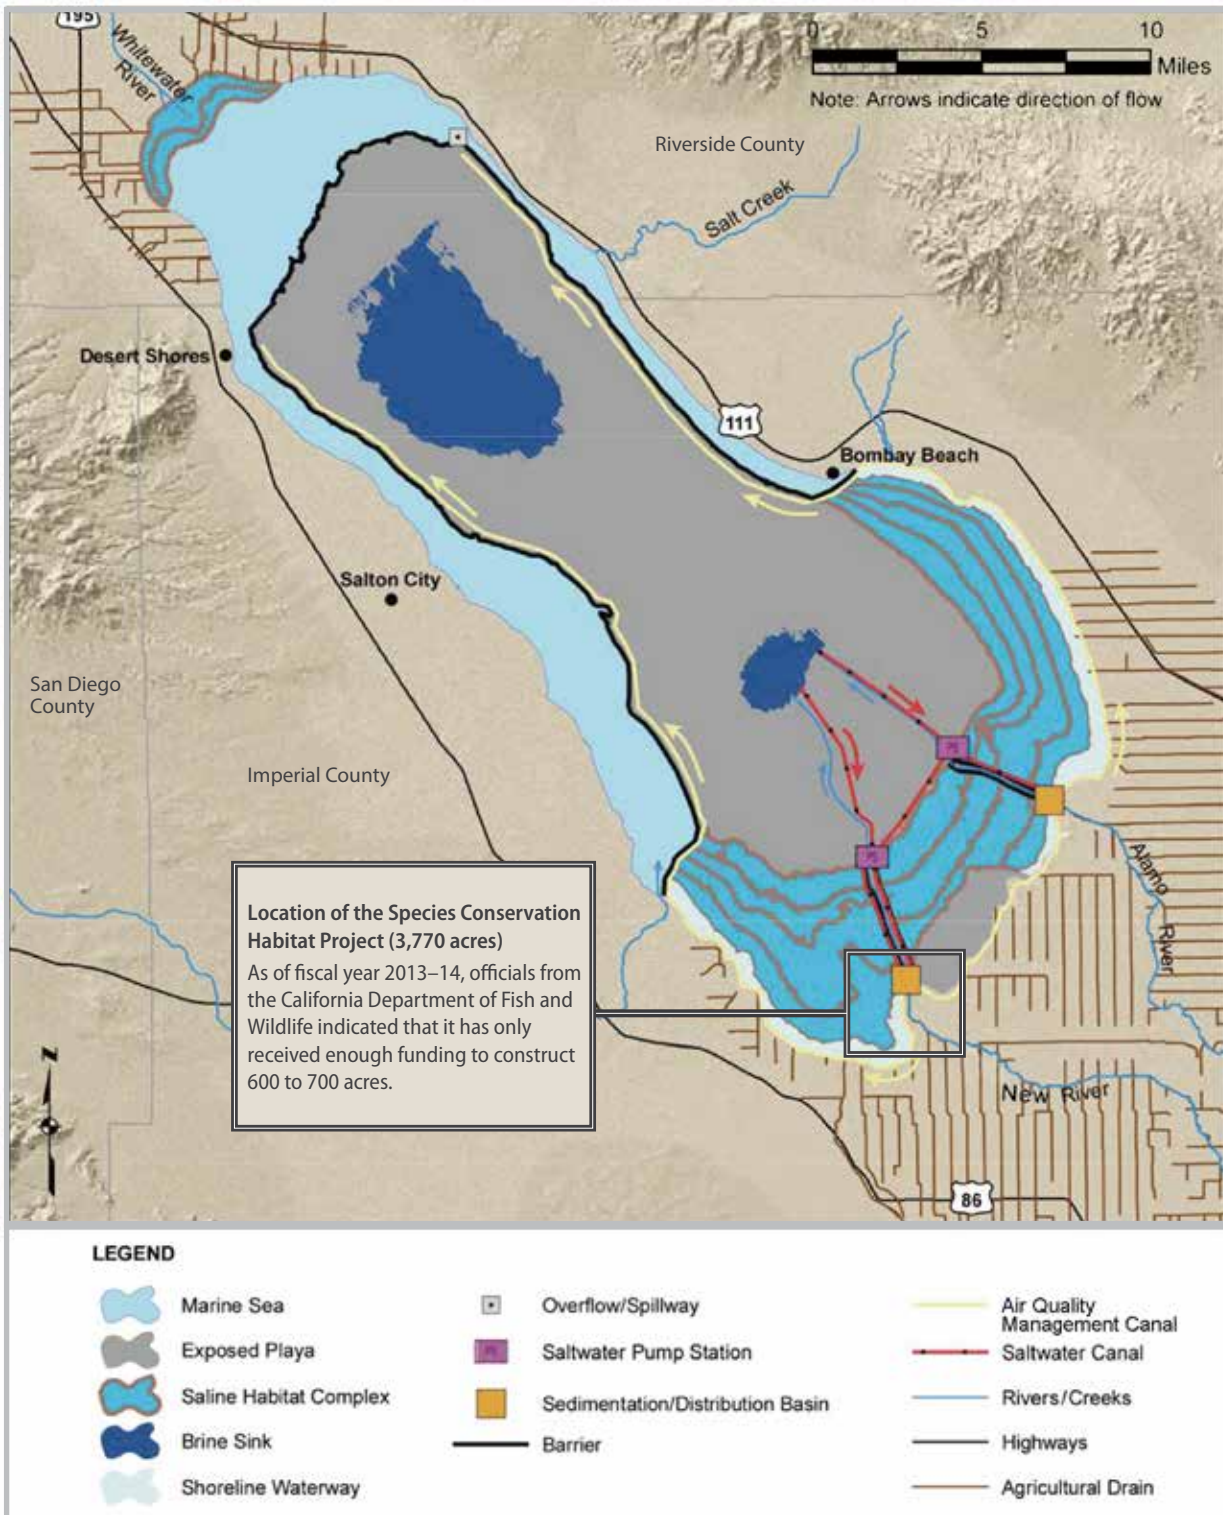 195
Whitewater
River
0 5 10
Miles
Note: Arrows indicate direction of flow
Riverside County
Salt Creek
Desert Shores
111
Bombay Beach
Salton City
San Diego
County
Imperial County
PS
PS
Alamo
River
Location of the Species Conservation
Habitat Project (3,770 acres)
As of fiscal year 2013–14, officials from
the California Department of Fish and
Wildlife indicated that it has only
received enough funding to construct
600 to 700 acres.
N
New River
86
LEGEND
Marine Sea
Exposed Playa
Saline Habitat Complex
Brine Sink
Shoreline Waterway
Overflow/Spillway
PS
Saltwater Pump Station
Sedimentation/Distribution Basin
Barrier
Air Quality
Management Canal
Saltwater Canal
Rivers/Creeks
Highways
Agricultural Drain